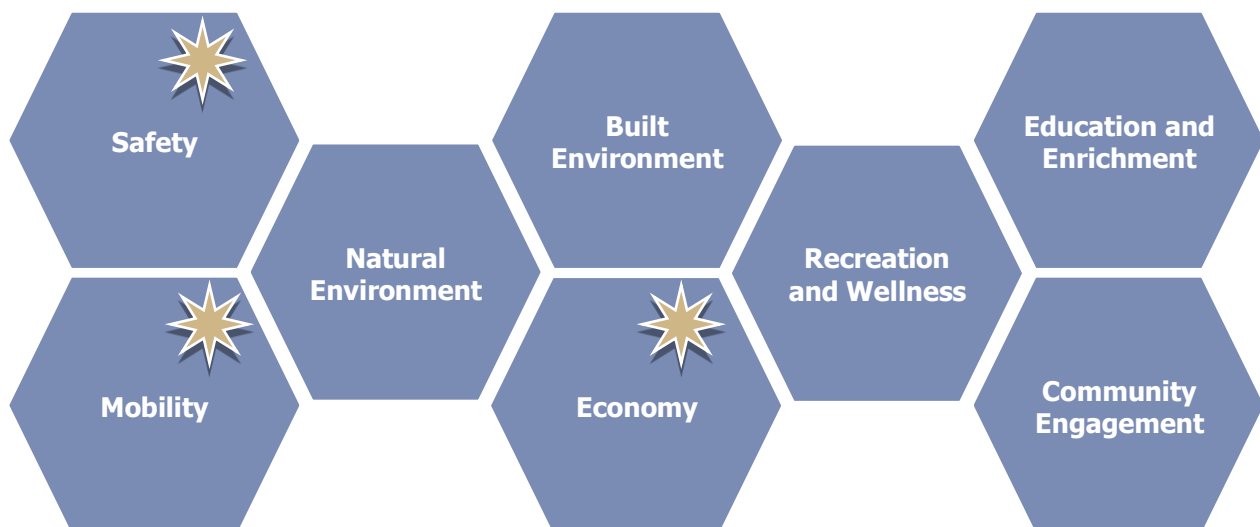 Safety
Mobility
Natural
Environment
Built
Environment
Economy
Recreation
and Wellness
Education and
Enrichment
Community
Engagement